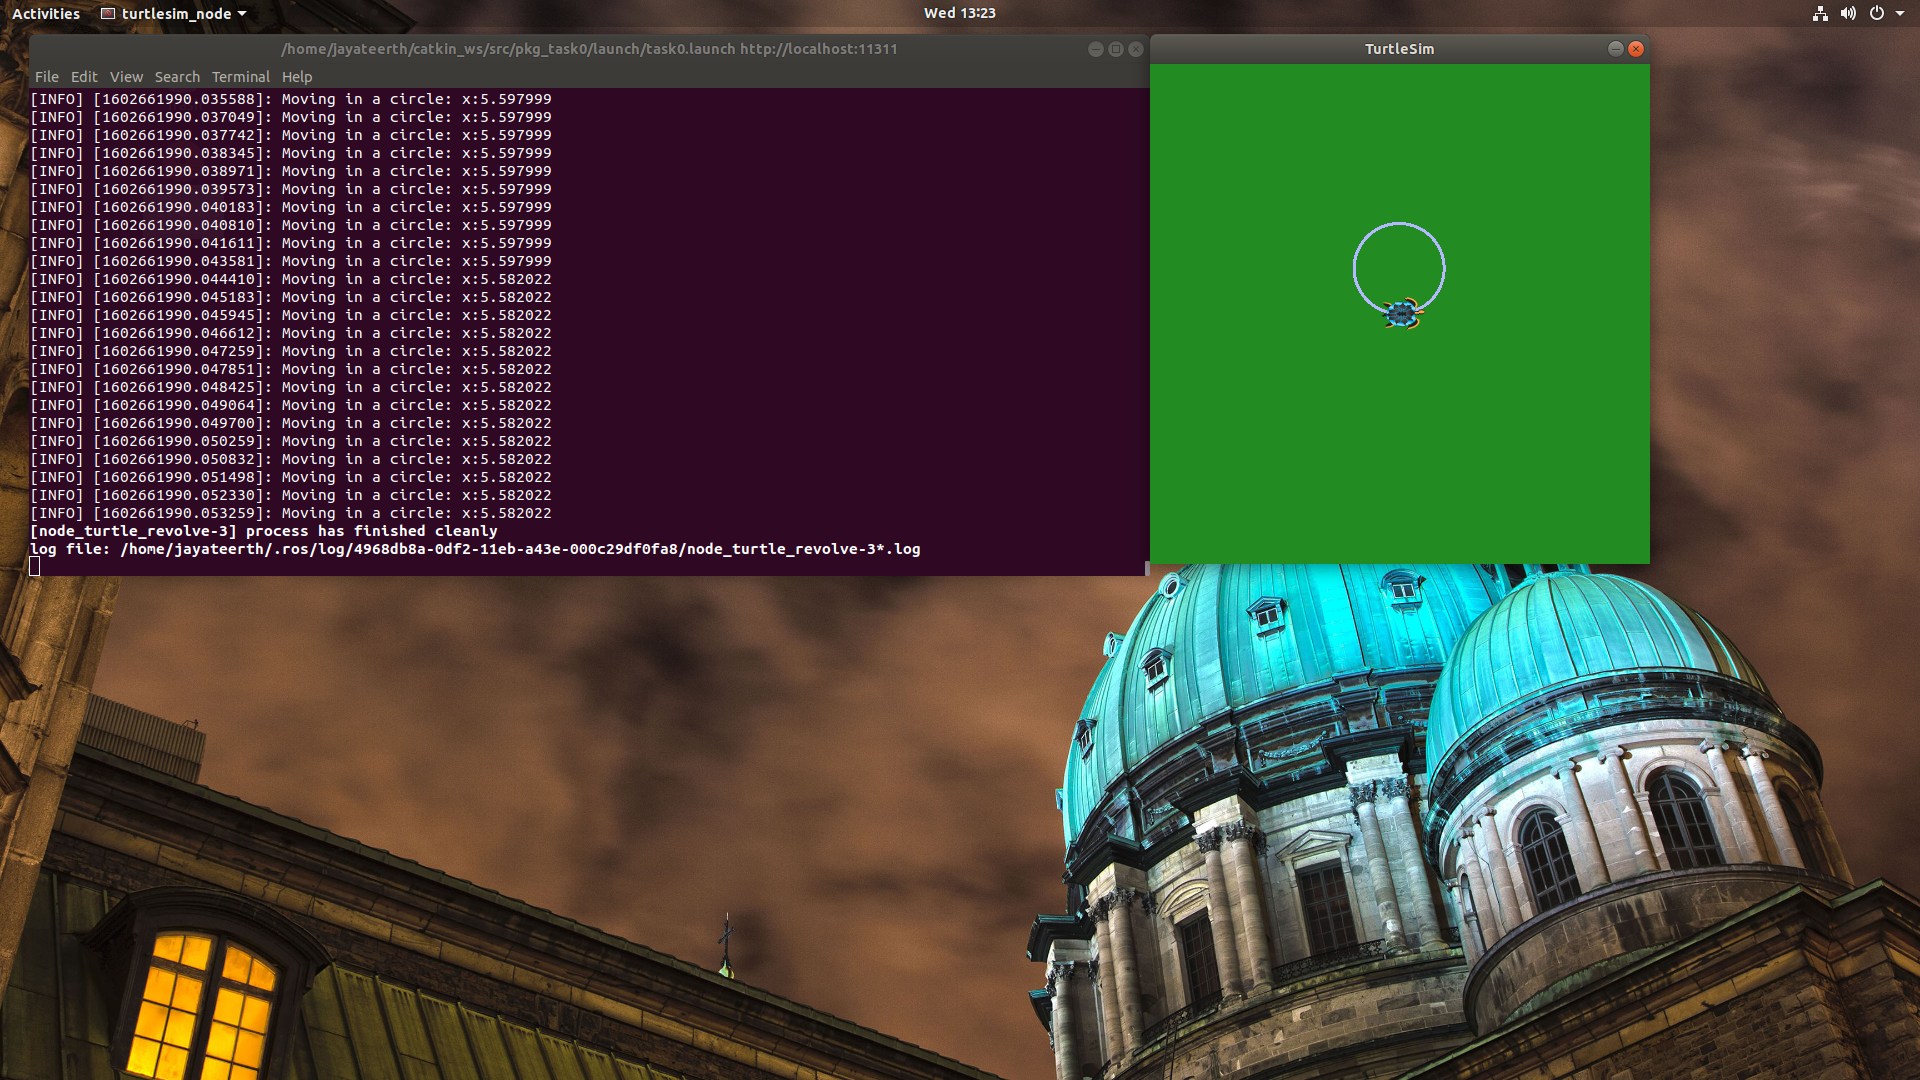 Activities
turtlesim_node
Wed 13:23
/home/jayateerth/catkin_ws/src/pkg_task0/launch/task0.launch http://localhost:11311
File Edit View Search Terminal Help
[INFO] [1602661990.035588]: Moving in a circle: x:5.597999
[INFO] [1602661990.037049]: Moving in a circle: x:5.597999
[INFO] [1602661990.037742]: Moving in a circle: x:5.597999
[INFO] [1602661990.038345]: Moving in a circle: x:5.597999
[INFO] [1602661990.038971]: Moving in a circle: x:5.597999
[INFO] [1602661990.039573]: Moving in a circle: x:5.597999
[INFO] [1602661990.040183]: Moving in a circle: x:5.597999
[INFO] [1602661990.040810]: Moving in a circle: x:5.597999
[INFO] [1602661990.041611]: Moving in a circle: x:5.597999
[INFO] [1602661990.043581]: Moving in a circle: x:5.597999
[INFO] [1602661990.044410]: Moving in a circle: x:5.582022
[INFO] [1602661990.045183]: Moving in a circle: x:5.582022
[INFO] [1602661990.045945]: Moving in a circle: x:5.582022
[INFO] [1602661990.046612]: Moving in a circle: x:5.582022
[INFO] [1602661990.047259]: Moving in a circle: x:5.582022
[INFO] [1602661990.047851]: Moving in a circle: x:5.582022
[INFO] [1602661990.048425]: Moving in a circle: x:5.582022
[INFO] [1602661990.049064]: Moving in a circle: x:5.582022
[INFO] [1602661990.049700]: Moving in a circle: x:5.582022
[INFO] [1602661990.050259]: Moving in a circle: x:5.582022
[INFO] [1602661990.050832]: Moving in a circle: x:5.582022
[INFO] [1602661990.051498]: Moving in a circle: x:5.582022
[INFO] [1602661990.052330]: Moving in a circle: x:5.582022
[INFO] [1602661990.053259]: Moving in a circle: x:5.582022
[node_turtle_revolve-3] process has finished cleanly
log file: /home/jayateerth/.ros/log/4968db8a-0df2-11eb-a43e-000c29df0fa8/node_turtle_revolve-3*.log
TurtleSim